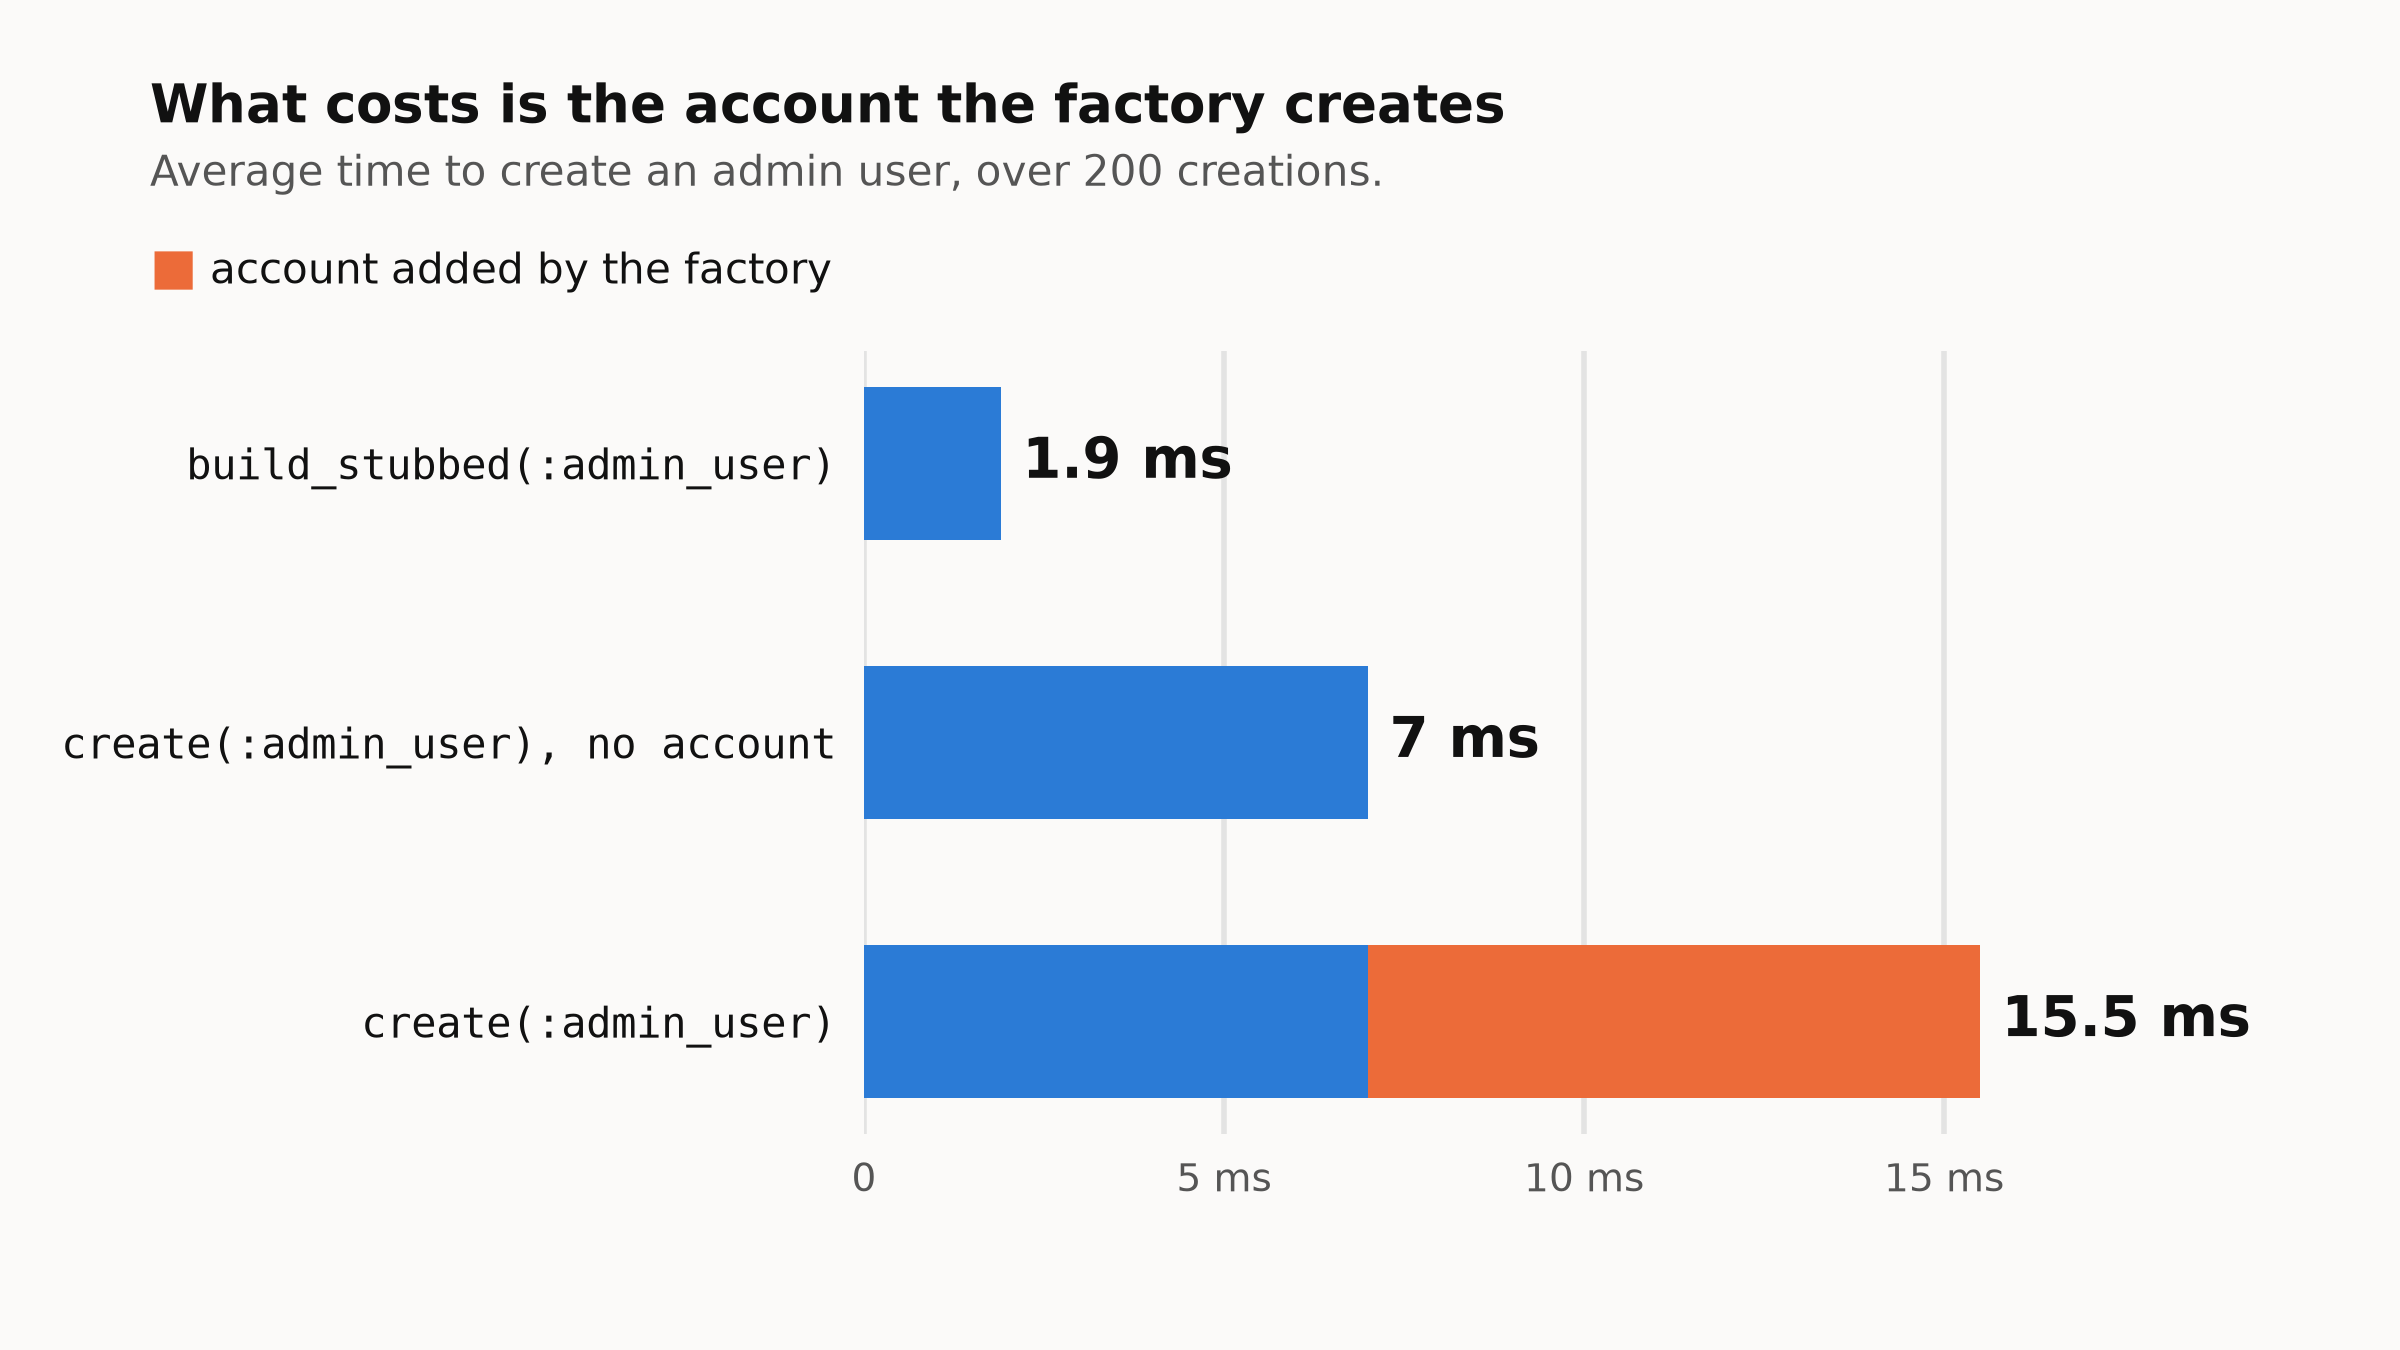 What costs is the account the factory creates
Average time to create an admin user, over 200 creations.
account added by the factory
build_stubbed(:admin_user) 1.9 ms
create(:admin_user), no account 7 ms
create(:admin_user) 15.5 ms
0 5 ms 10 ms 15 ms